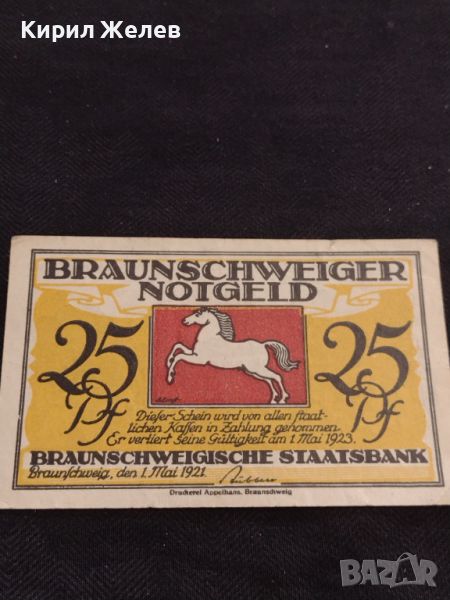 Кирил Желев
BRAUNSCHWEIGER
NOTGELD
25 Pf
25 Pf
Dieser Schein wird von allen staat-
lichen Kassen in Zahlung genommen.
Er verliert seine Gültigkeit am 1. Mai 1923.
BRAUNSCHWEIGISCHE STAATSBANK
Braunschweig, den 1. Mai 1921.
Druckerei Appelhans, Braunschweig
BAZAR